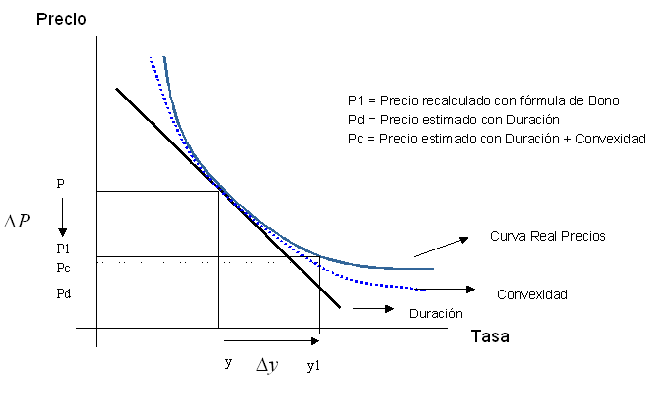 Precio
P1 = Precio recalculado con fórmula de Dono
Pd = Precio estimado con Duración
Pc = Precio estimado con Duración + Convexidad
P
ΔP
P1
Pc
Pd
Curva Real Precios
Convexidad
Duración
Tasa
y
Δy
y1